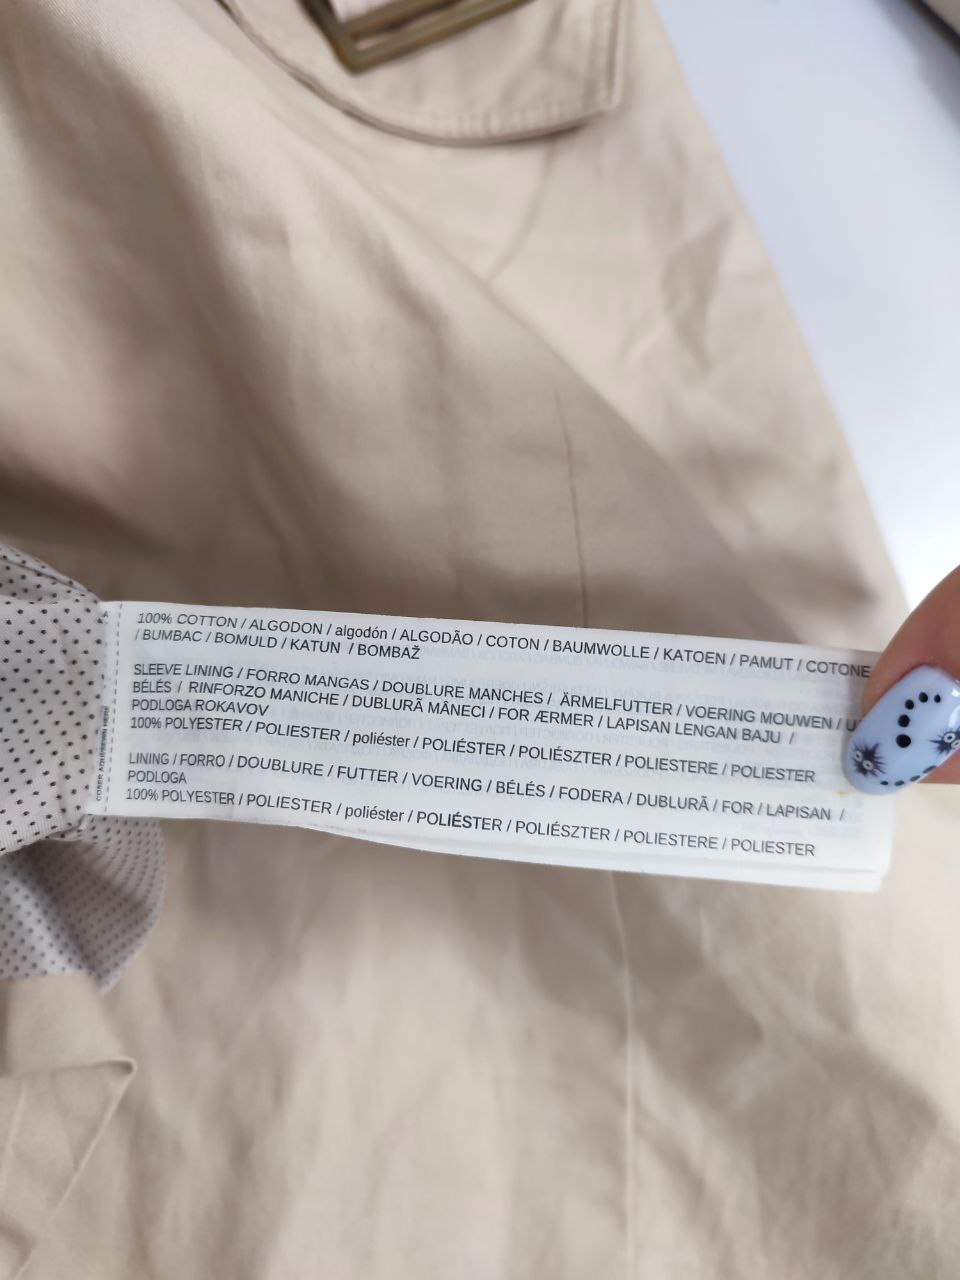 100% COTTON / ALGODON / algodón / ALGODÃO / COTON / BAUMWOLLE / KATOEN / PAMUT / COTONE
/ BUMBAC / BOMULD / KATUN / BOMBAŽ
SLEEVE LINING / FORRO MANGAS / DOUBLURE MANCHES / ÄRMELFUTTER / VOERING MOUWEN /
BÉLÉS / RINFORZO MANICHE / DUBLURÃ MÂNECI / FOR ÆRMER / LAPISAN LENGAN BAJU /
PODLOGA ROKAVOV
100% POLYESTER / POLIESTER / poliéster / POLIÉSTER / POLIÉSZTER / POLIESTERE / POLIESTER
LINING / FORRO / DOUBLURE / FUTTER / VOERING / BÉLÉS / FODERA / DUBLURÃ / FOR / LAPISAN /
PODLOGA
100% POLYESTER / POLIESTER / poliéster / POLIÉSTER / POLIÉSZTER / POLIESTERE / POLIESTER